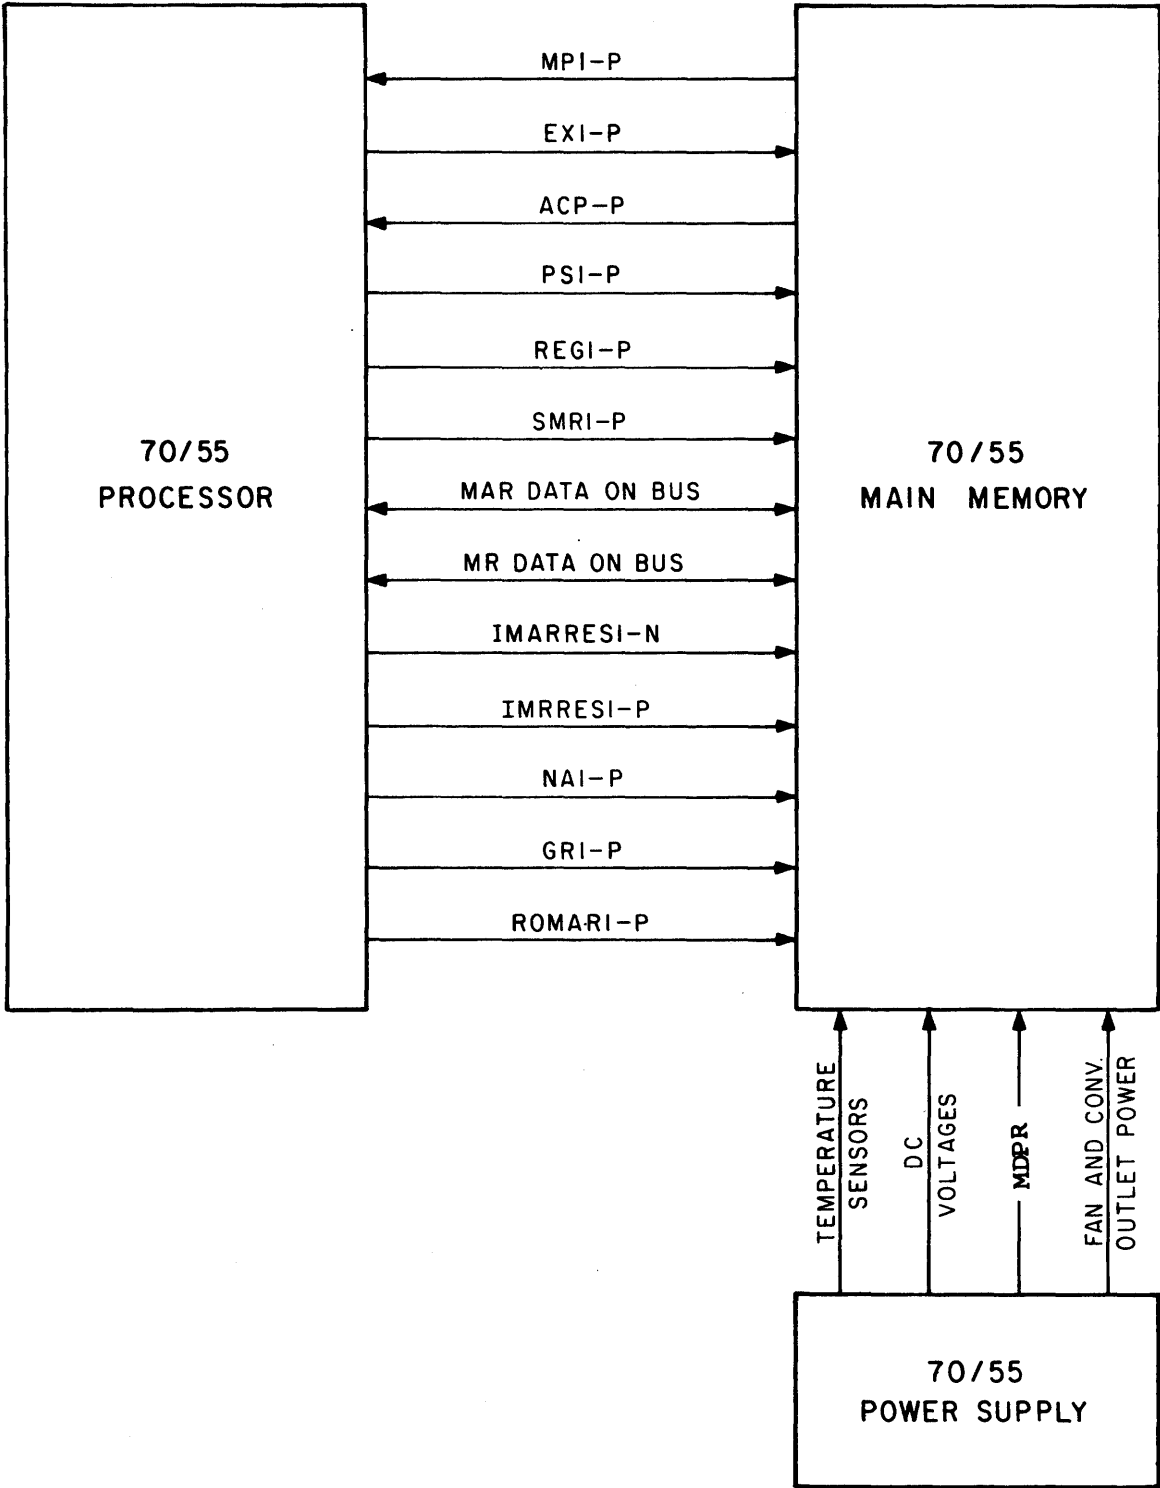 MPI-P
EXI-P
ACP-P
PSI-P
REGI-P
SMRI-P
70/55
PROCESSOR
MAR DATA ON BUS
70/55
MAIN MEMORY
MR DATA ON BUS
IMARRESI-N
IMRRESI-P
NAI-P
GRI-P
ROMARI-P
TEMPERATURE
SENSORS
DC
VOLTAGES
MDPR
FAN AND CONV.
OUTLET POWER
70/55
POWER SUPPLY